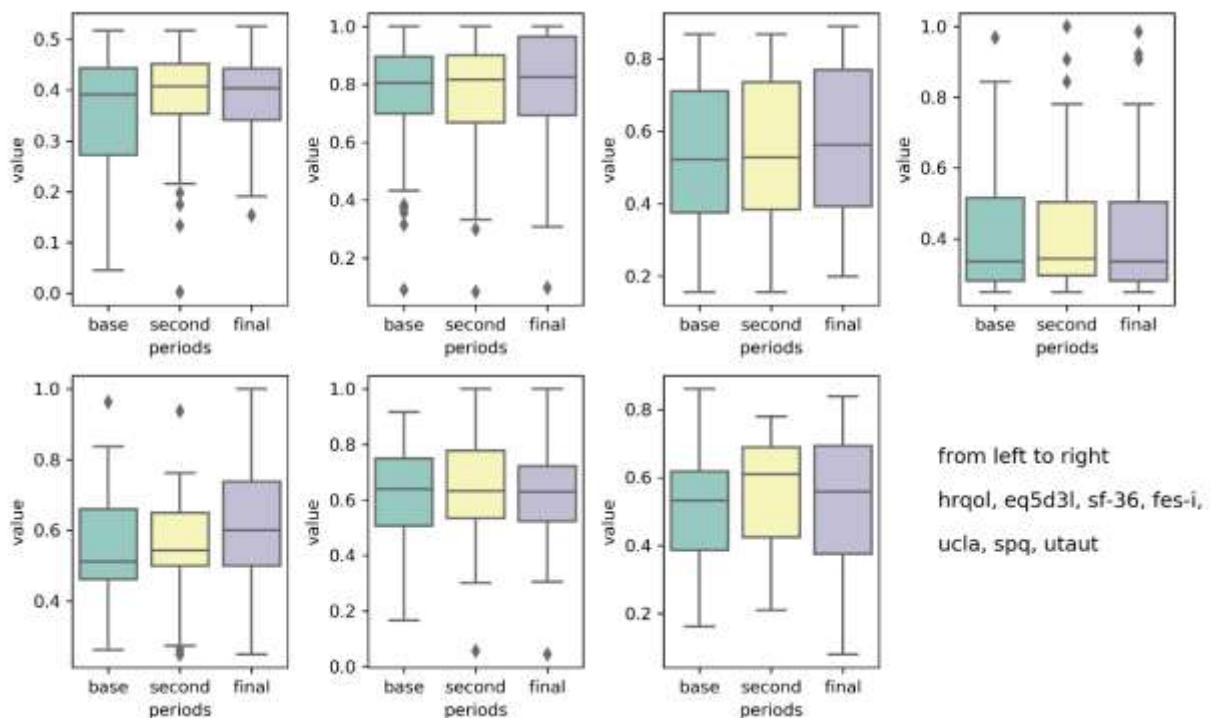 value
0.5
0.4
0.3
0.2
0.1
0.0
base second final
periods
value
1.0
0.8
0.6
0.4
0.2
base second final
periods
value
0.8
0.6
0.4
0.2
base second final
periods
value
1.0
0.8
0.6
0.4
base second final
periods
value
1.0
0.8
0.6
0.4
base second final
periods
value
1.0
0.8
0.6
0.4
0.2
0.0
base second final
periods
value
0.8
0.6
0.4
0.2
base second final
periods
from left to right
hrqol, eq5d3l, sf-36, fes-i,
ucla, spq, utaut